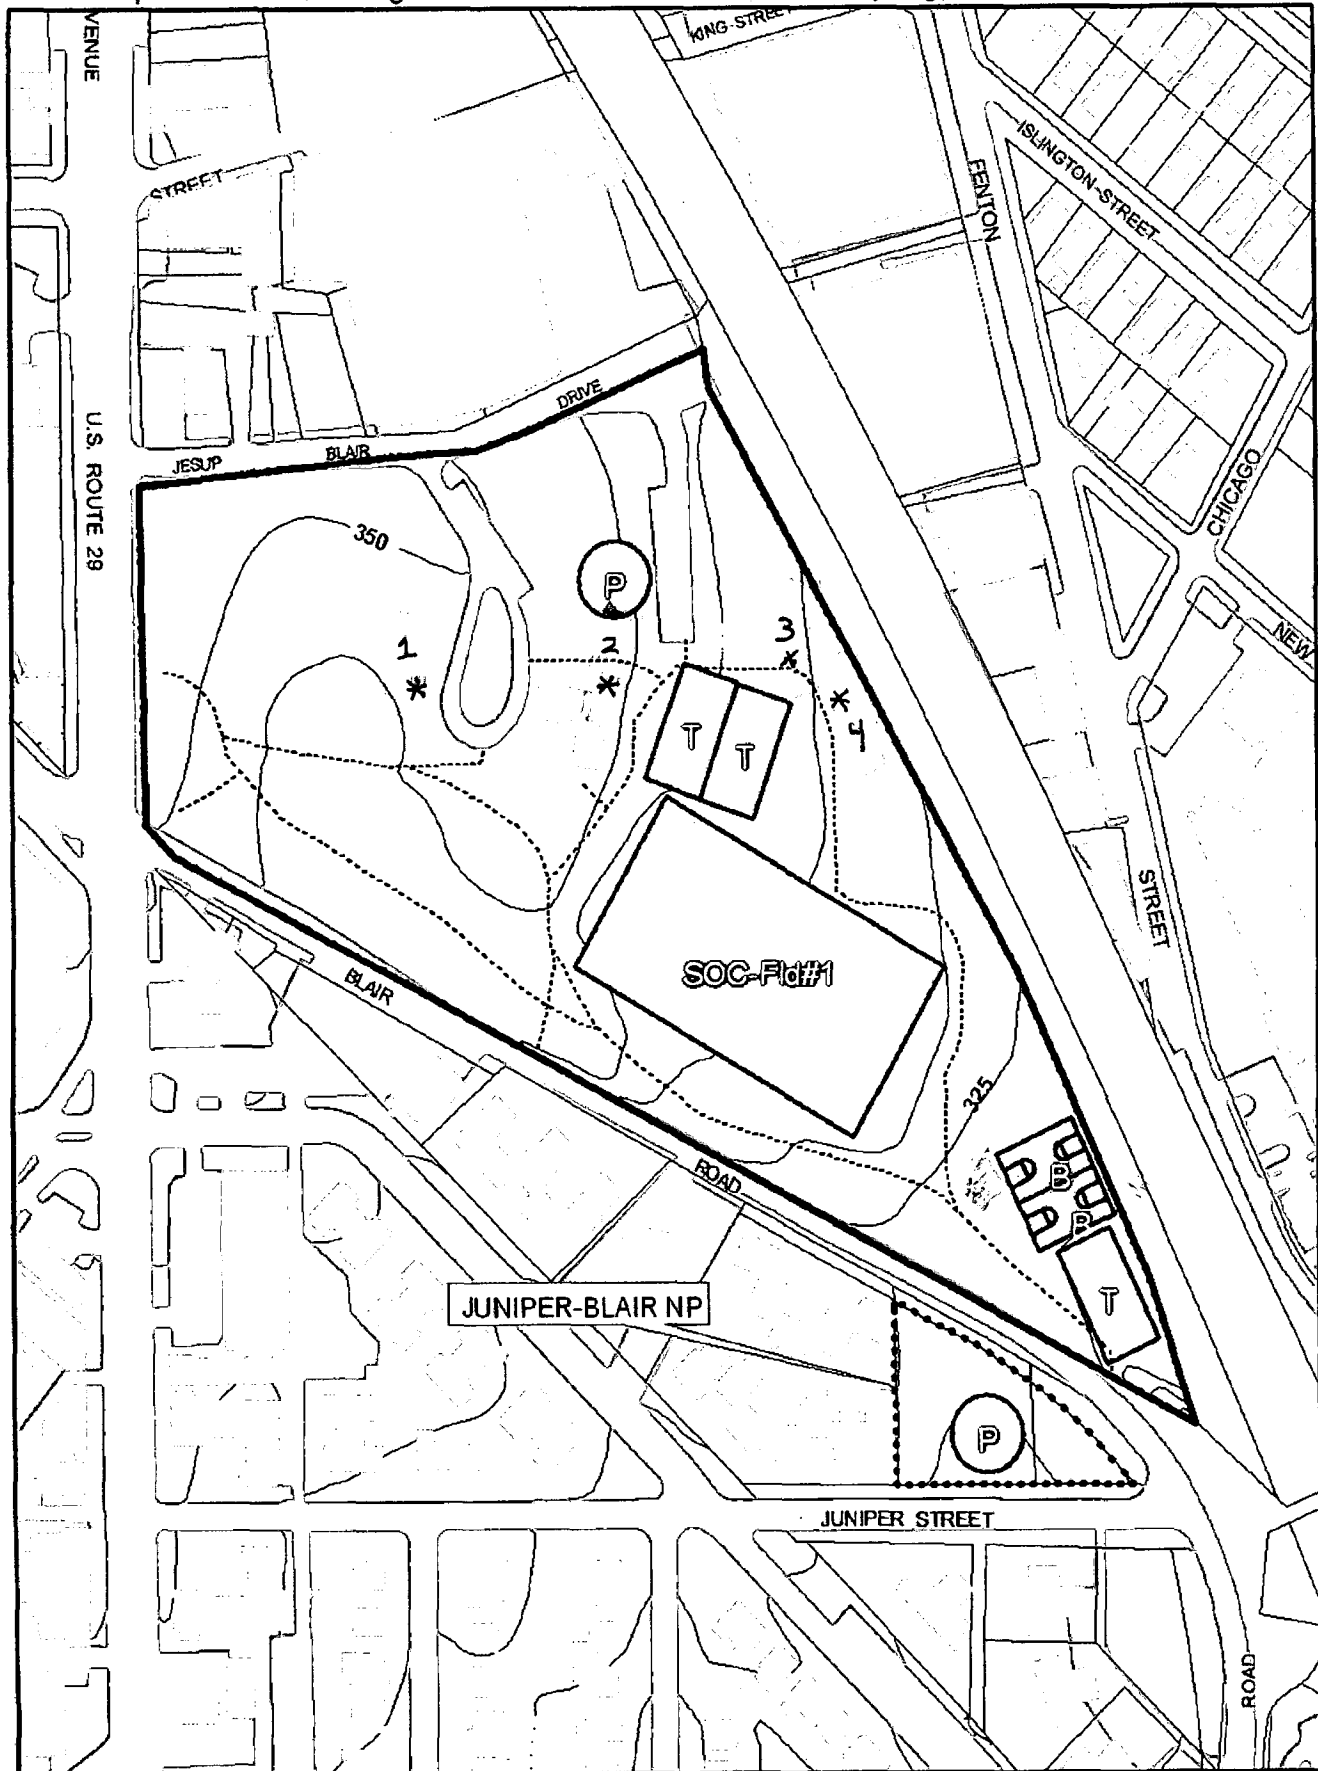 VENUE
KING-STREET
ISLINGTON-STREET
FENTON
STREET
DRIVE
U.S. ROUTE 29
JESUP
BLAIR
CHICAGO
350
P
NEW
1
2
3
4
T
T
STREET
SOC-Fld#1
BLAIR
325
ROAD
B
B
T
JUNIPER-BLAIR NP
P
JUNIPER STREET
ROAD